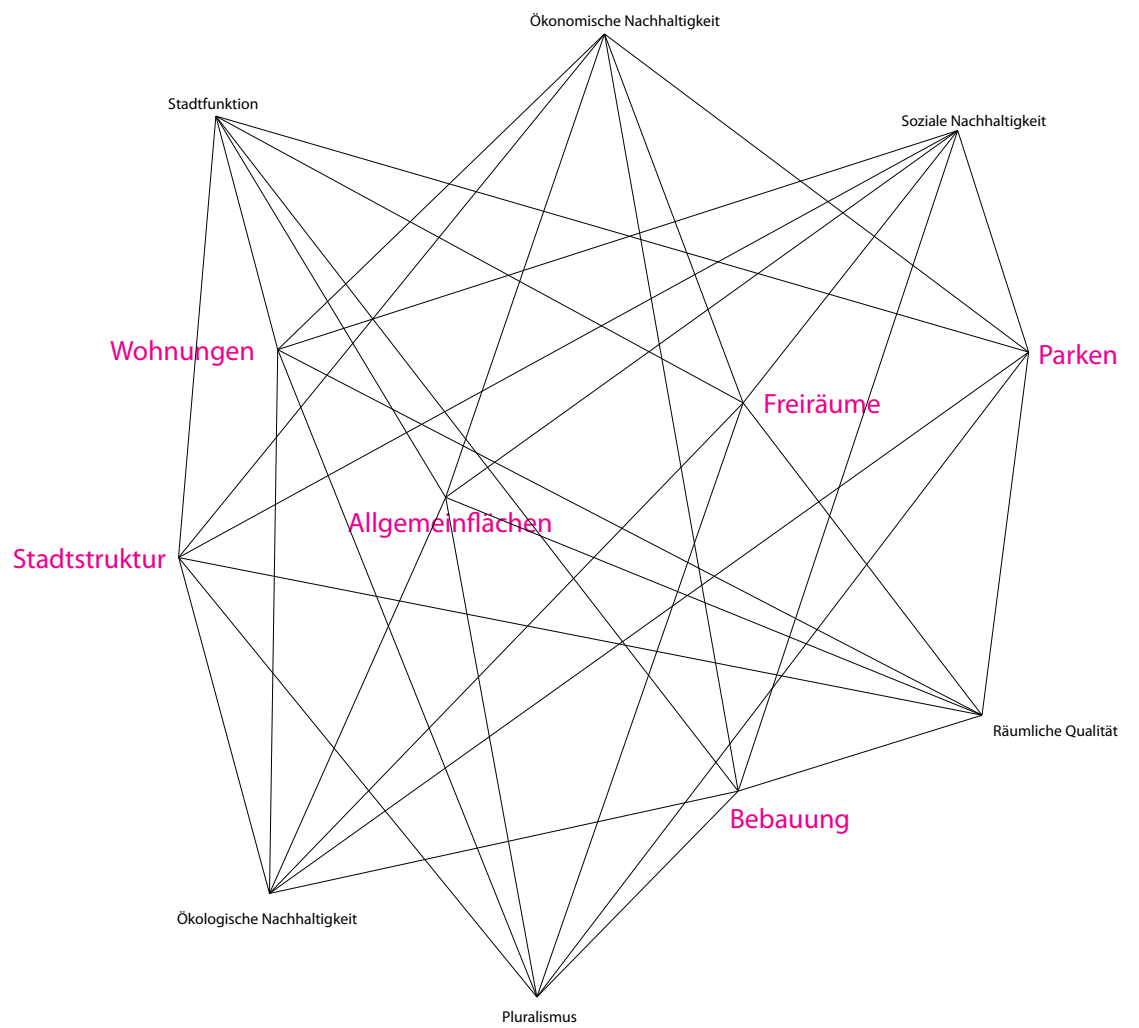 Ökonomische Nachhaltigkeit
Stadtfunktion
Soziale Nachhaltigkeit
Wohnungen
Parken
Freiräume
Allgemeinflächen
Stadtstruktur
Räumliche Qualität
Bebauung
Ökologische Nachhaltigkeit
Pluralismus